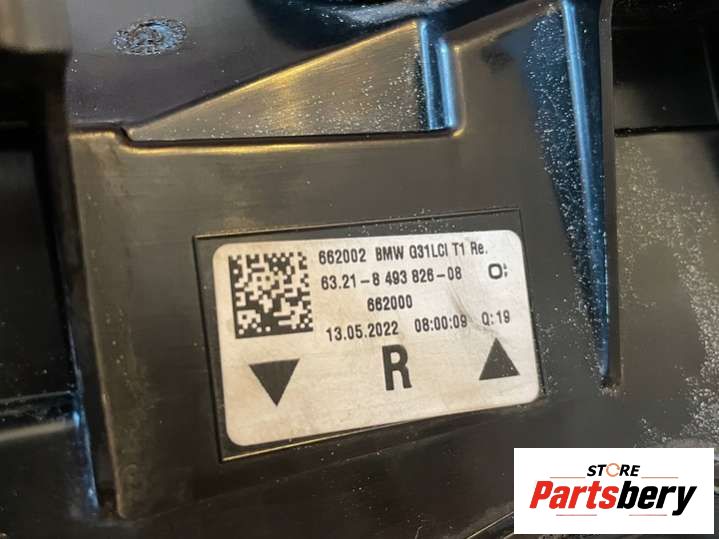 662002 BMW G31LCI T1 Re.
63.21-8 493 826-08 O:
662000
13.05.2022 08:00:09 Q:19
R
STORE
Partsbery